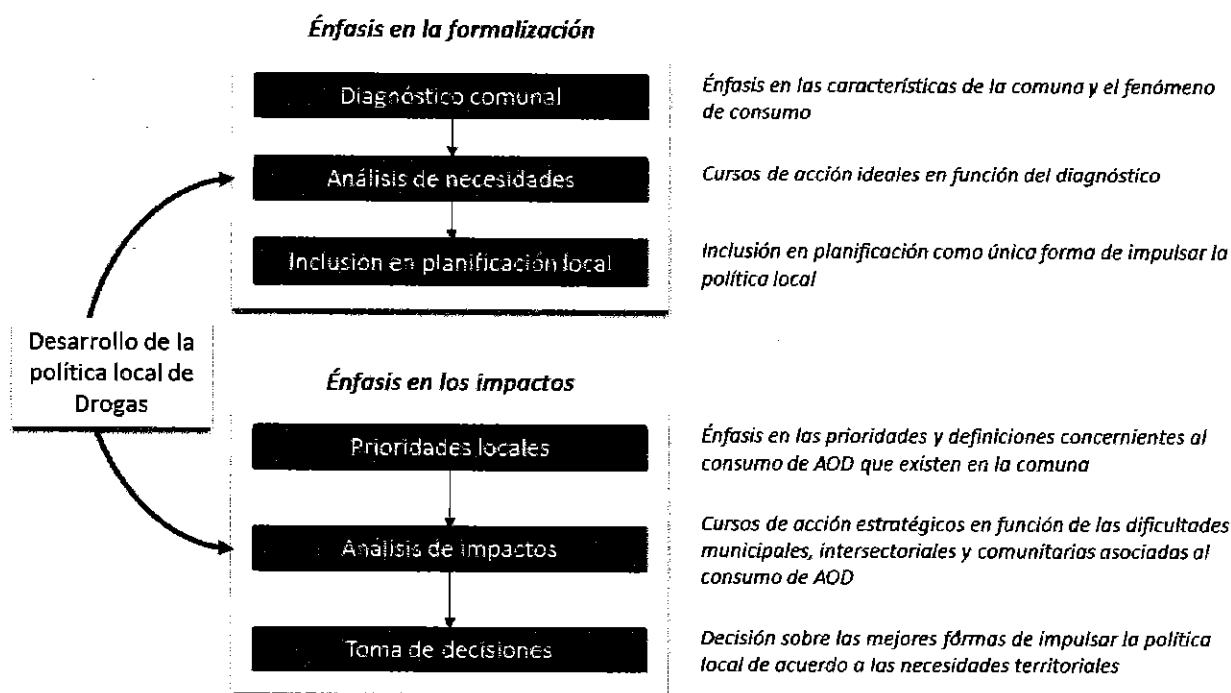 Énfasis en la formalización
Diagnóstico comunal
Énfasis en las características de la comuna y el fenómeno
de consumo
Análisis de necesidades
Cursos de acción ideales en función del diagnóstico
Inclusión en planificación local
Inclusión en planificación como única forma de impulsar la
política local
Desarrollo de la
política local de
Drogas
Énfasis en los impactos
Prioridades locales
Énfasis en las prioridades y definiciones concernientes al
consumo de AOD que existen en la comuna
Análisis de impactos
Cursos de acción estratégicos en función de las dificultades
municipales, intersectoriales y comunitarias asociadas al
consumo de AOD
Toma de decisiones
Decisión sobre las mejores formas de impulsar la política
local de acuerdo a las necesidades territoriales